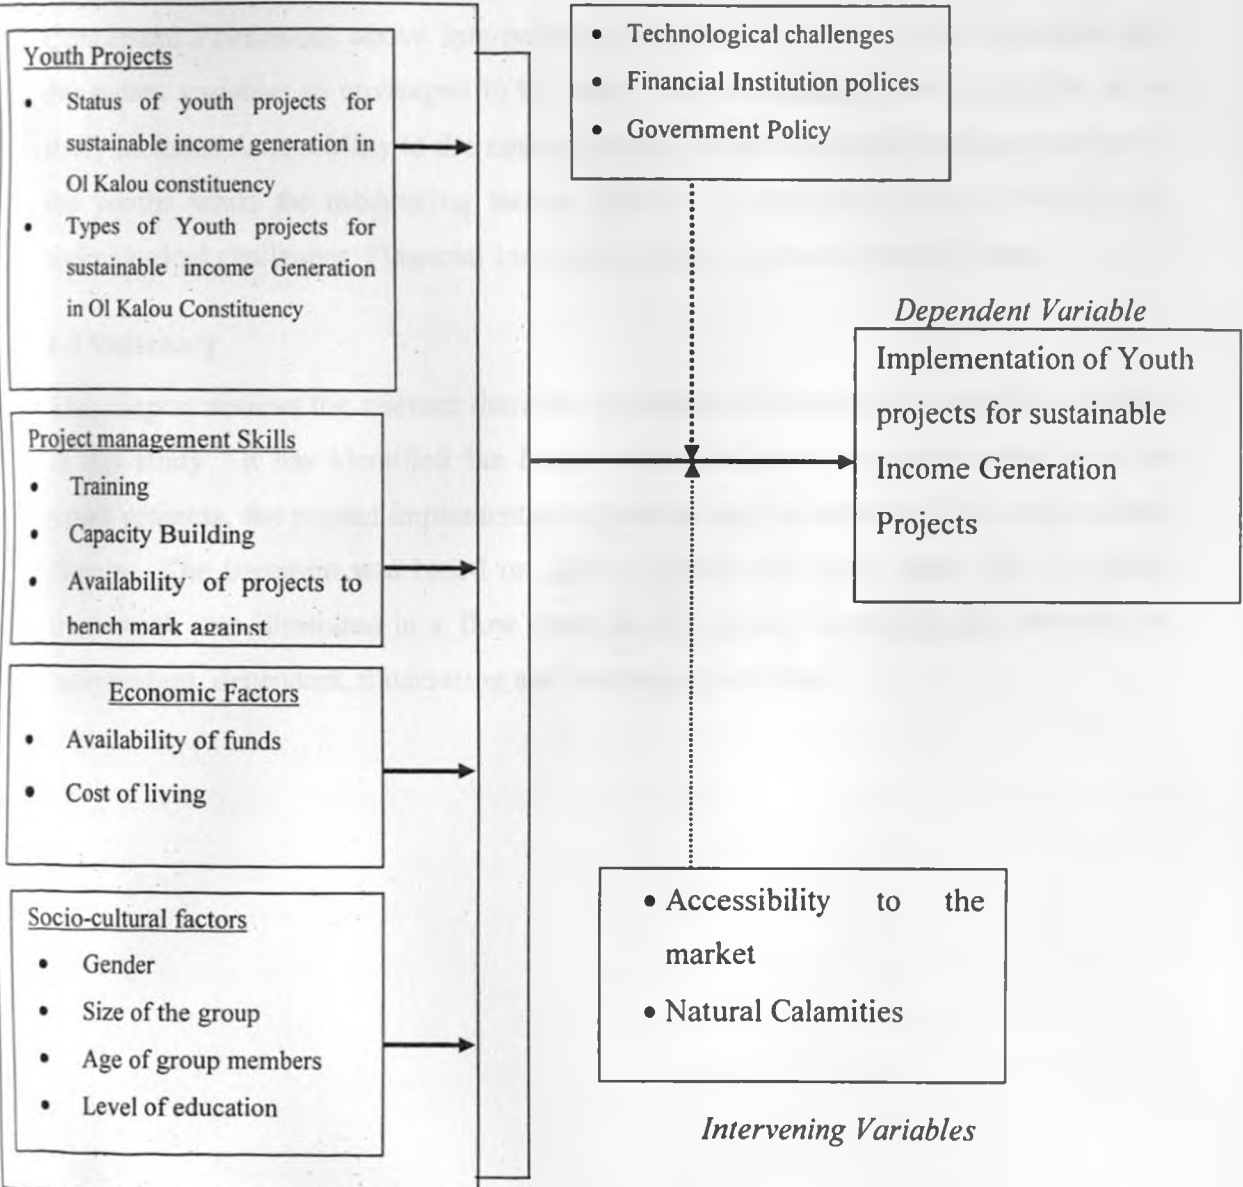 Youth Projects
• Status of youth projects for
sustainable income generation in
Ol Kalou constituency
• Types of Youth projects for
sustainable income Generation
in Ol Kalou Constituency
Project management Skills
• Training
• Capacity Building
• Availability of projects to
bench mark against
Economic Factors
• Availability of funds
• Cost of living
Socio-cultural factors
• Gender
• Size of the group
• Age of group members
• Level of education
• Technological challenges
• Financial Institution polices
• Government Policy
Dependent Variable
Implementation of Youth
projects for sustainable
Income Generation
Projects
• Accessibility to the
market
• Natural Calamities
Intervening Variables